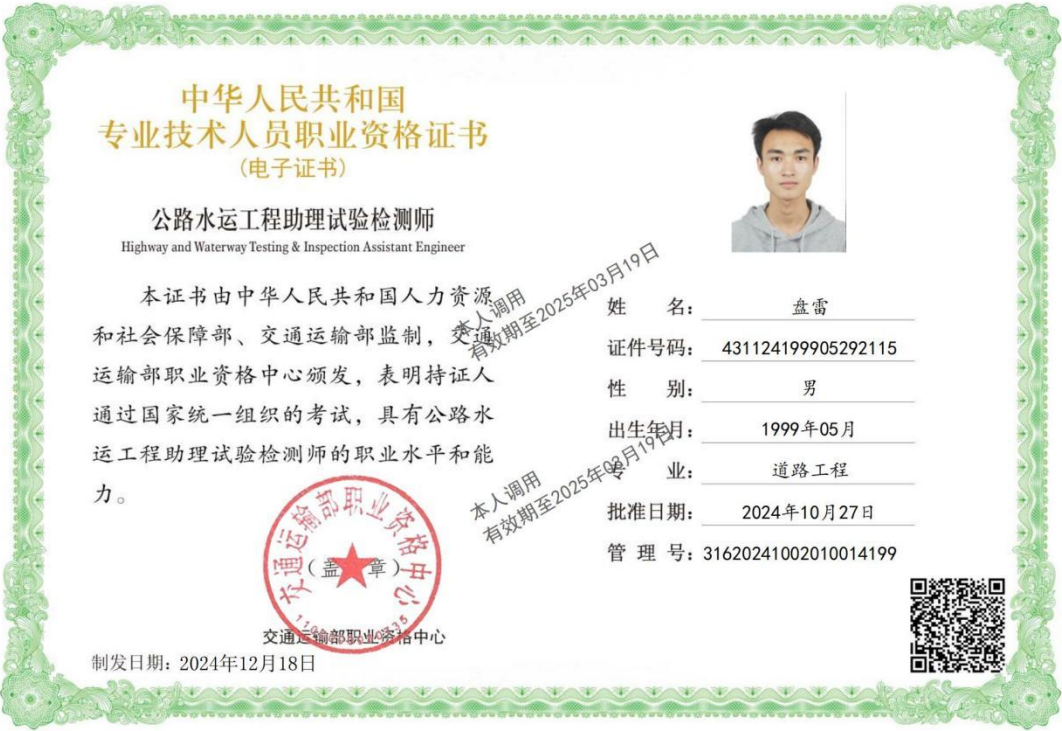 中华人民共和国
专业技术人员职业资格证书
(电子证书)
公路水运工程助理试验检测师
Highway and Waterway Testing & Inspection Assistant Engineer
本证书由中华人民共和国人力资源
和社会保障部、交通运输部监制，交通
运输部职业资格中心颁发，表明持证人
通过国家统一组织的考试，具有公路水
运工程助理试验检测师的职业水平和能
力。
本人调用
有效期至2025年03月19日
本人调用
有效期至2025年03月19日
交通运输部职业资格中心
(盖章)
交通运输部职业资格中心
制发日期：2024年12月18日
姓名：盘雷
证件号码：431124199905292115
性别：男
出生年月：1999年05月
专业：道路工程
批准日期：2024年10月27日
管理号：31620241002010014199